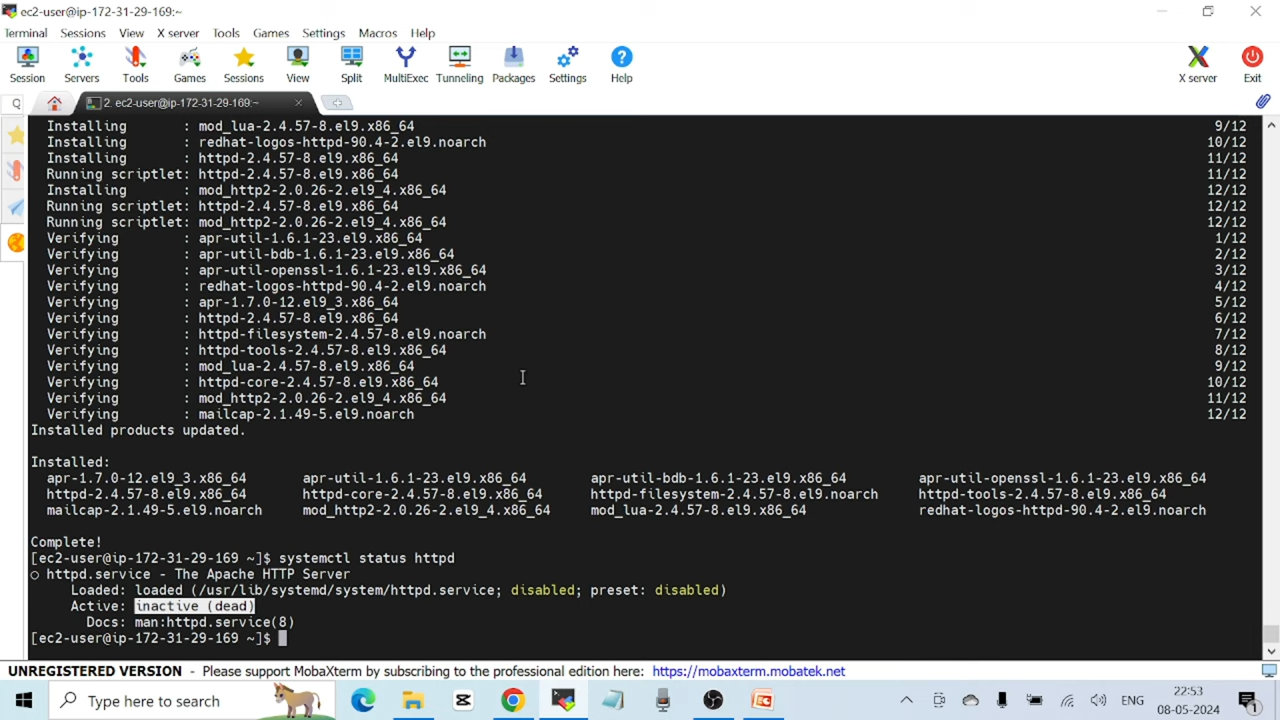 ec2-user@ip-172-31-29-169:~
Terminal Sessions View X server Tools Games Settings Macros Help
Session Servers Tools Games Sessions View Split MultiExec Tunneling Packages Settings Help X server Exit
2. ec2-user@ip-172-31-29-169:~
Installing : mod_lua-2.4.57-8.el9.x86_64 9/12
Installing : redhat-logos-httpd-90.4-2.el9.noarch 10/12
Installing : httpd-2.4.57-8.el9.x86_64 11/12
Running scriptlet: httpd-2.4.57-8.el9.x86_64 11/12
Installing : mod_http2-2.0.26-2.el9_4.x86_64 12/12
Running scriptlet: httpd-2.4.57-8.el9.x86_64 12/12
Running scriptlet: mod_http2-2.0.26-2.el9_4.x86_64 12/12
Verifying : apr-util-1.6.1-23.el9.x86_64 1/12
Verifying : apr-util-bdb-1.6.1-23.el9.x86_64 2/12
Verifying : apr-util-openssl-1.6.1-23.el9.x86_64 3/12
Verifying : redhat-logos-httpd-90.4-2.el9.noarch 4/12
Verifying : apr-1.7.0-12.el9_3.x86_64 5/12
Verifying : httpd-2.4.57-8.el9.x86_64 6/12
Verifying : httpd-filesystem-2.4.57-8.el9.noarch 7/12
Verifying : httpd-tools-2.4.57-8.el9.x86_64 8/12
Verifying : mod_lua-2.4.57-8.el9.x86_64 9/12
Verifying : httpd-core-2.4.57-8.el9.x86_64 10/12
Verifying : mod_http2-2.0.26-2.el9_4.x86_64 11/12
Verifying : mailcap-2.1.49-5.el9.noarch 12/12
Installed products updated.
Installed:
apr-1.7.0-12.el9_3.x86_64 apr-util-1.6.1-23.el9.x86_64 apr-util-bdb-1.6.1-23.el9.x86_64 apr-util-openssl-1.6.1-23.el9.x86_64
httpd-2.4.57-8.el9.x86_64 httpd-core-2.4.57-8.el9.x86_64 httpd-filesystem-2.4.57-8.el9.noarch httpd-tools-2.4.57-8.el9.x86_64
mailcap-2.1.49-5.el9.noarch mod_http2-2.0.26-2.el9_4.x86_64 mod_lua-2.4.57-8.el9.x86_64 redhat-logos-httpd-90.4-2.el9.noarch
Complete!
[ec2-user@ip-172-31-29-169 ~]$ systemctl status httpd
○ httpd.service - The Apache HTTP Server
Loaded: loaded (/usr/lib/systemd/system/httpd.service; disabled; preset: disabled)
Active: inactive (dead)
Docs: man:httpd.service(8)
[ec2-user@ip-172-31-29-169 ~]$
UNREGISTERED VERSION - Please support MobaXterm by subscribing to the professional edition here: https://mobaxterm.mobatek.net
Type here to search
ENG
22:53
08-05-2024
1